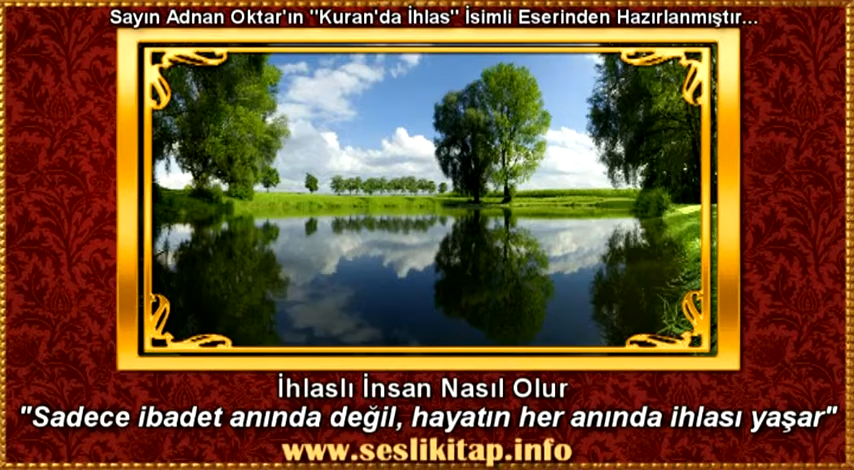 Sayın Adnan Oktar'ın "Kuran'da İhlas" İsimli Eserinden Hazırlanmıştır...
İhlaslı İnsan Nasıl Olur
"Sadece ibadet anında değil, hayatın her anında ihlası yaşar"
www.seslikitap.info